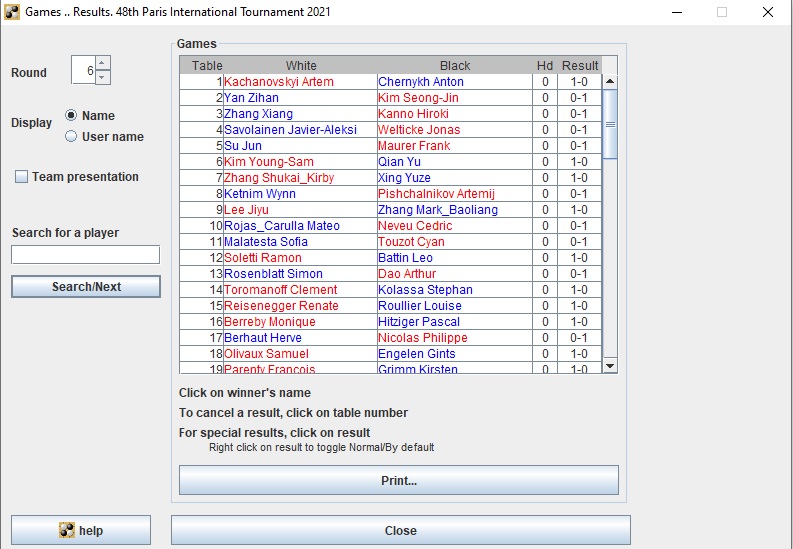 Games .. Results. 48th Paris International Tournament 2021
Games
Round 6
Display Name
User name
Team presentation
Search for a player
Search/Next
Table White Black Hd Result
1 Kachanovskyi Artem Chernykh Anton 0 1-0
2 Yan Zihan Kim Seong-Jin 0 0-1
3 Zhang Xiang Kanno Hiroki 0 0-1
4 Savolainen Javier-Aleksi Welticke Jonas 0 0-1
5 Su Jun Maurer Frank 0 0-1
6 Kim Young-Sam Qian Yu 0 1-0
7 Zhang Shukai_Kirby Xing Yuze 0 1-0
8 Ketnim Wynn Pishchalnikov Artemij 0 0-1
9 Lee Jiyu Zhang Mark_Baoliang 0 1-0
10 Rojas_Carulla Mateo Neveu Cedric 0 0-1
11 Malatesta Sofia Touzot Cyan 0 0-1
12 Soletti Ramon Battin Leo 0 1-0
13 Rosenblatt Simon Dao Arthur 0 0-1
14 Toromanoff Clement Kolassa Stephan 0 1-0
15 Reisenegger Renate Roullier Louise 0 1-0
16 Berreby Monique Hitziger Pascal 0 1-0
17 Berhaut Herve Nicolas Philippe 0 0-1
18 Olivaux Samuel Engelen Gints 0 1-0
19 Parenty Francois Grimm Kirsten 0 1-0
Click on winner's name
To cancel a result, click on table number
For special results, click on result
Right click on result to toggle Normal/By default
Print...
help
Close